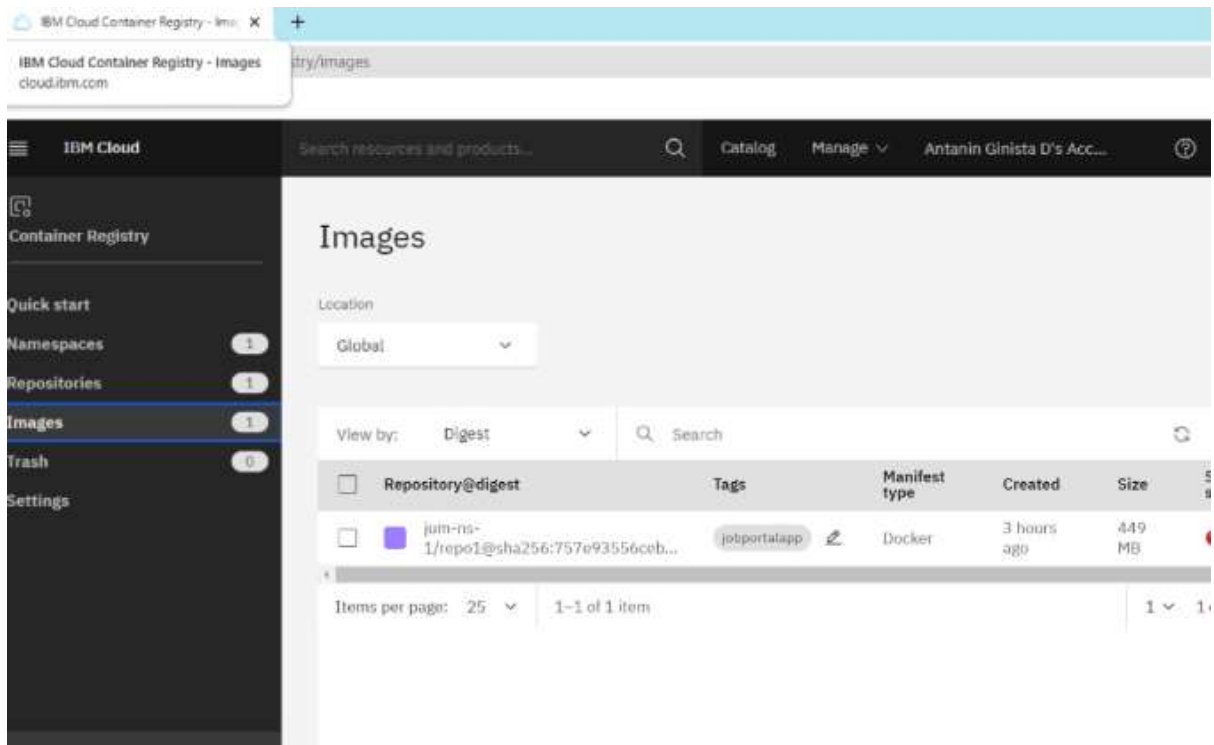 IBM Cloud Container Registry - Ima
IBM Cloud Container Registry - Images
cloud.ibm.com
stry/images
IBM Cloud
Search resources and products...
Catalog
Manage
Antanin Ginista D's Acc...
Container Registry
Quick start
Namespaces 1
Repositories 1
Images 1
Trash 0
Settings
Images
Location
Global
View by: Digest
Search
Repository@digest Tags Manifest type Created Size
jum-ns-
1/repo1@sha256:757e93556ceb... jobportalapp Docker 3 hours ago 449 MB
Items per page: 25 1–1 of 1 item 1